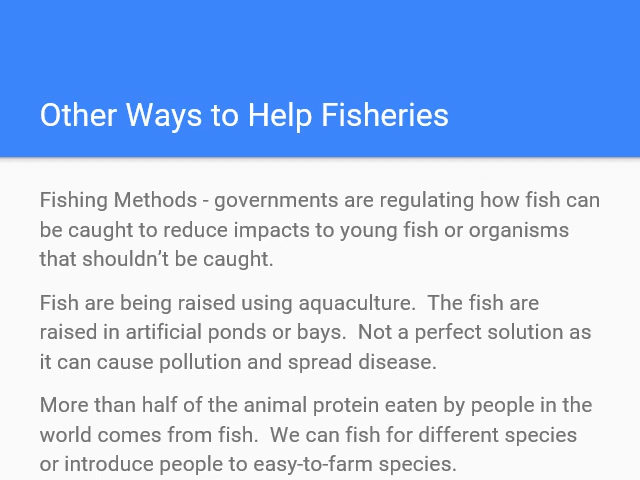 Other Ways to Help Fisheries
Fishing Methods - governments are regulating how fish can
be caught to reduce impacts to young fish or organisms
that shouldn’t be caught.
Fish are being raised using aquaculture.  The fish are
raised in artificial ponds or bays.  Not a perfect solution as
it can cause pollution and spread disease.
More than half of the animal protein eaten by people in the
world comes from fish.  We can fish for different species
or introduce people to easy-to-farm species.